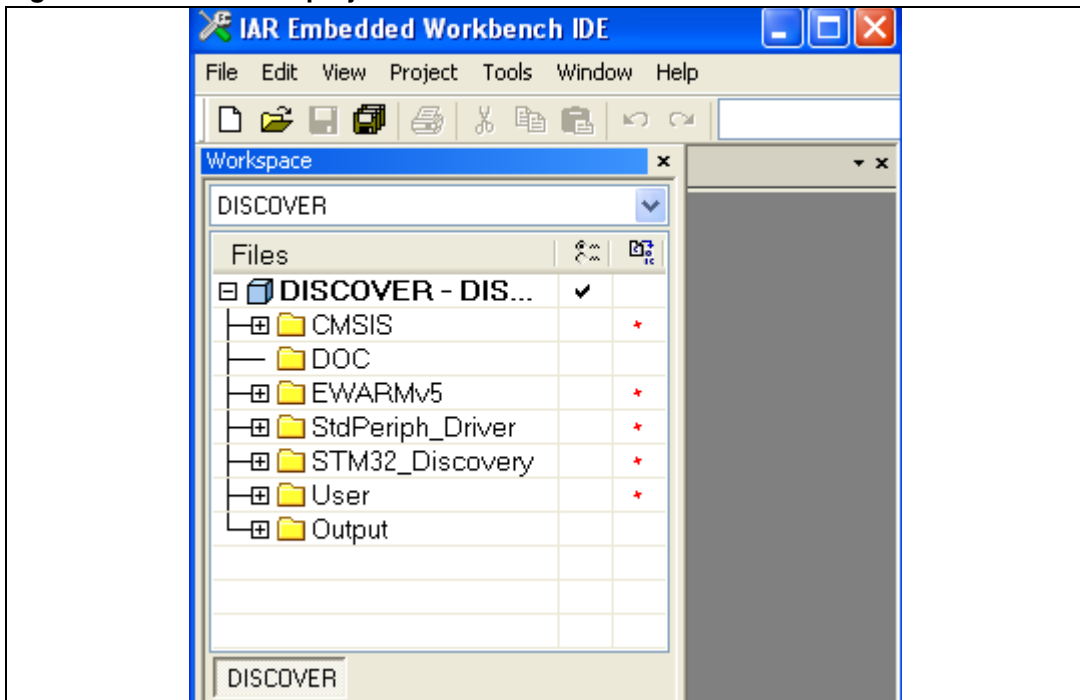 IAR Embedded Workbench IDE
File Edit View Project Tools Window Help
Workspace
DISCOVER
Files
DISCOVER - DIS...
CMSIS
DOC
EWARMv5
StdPeriph_Driver
STM32_Discovery
User
Output
DISCOVER